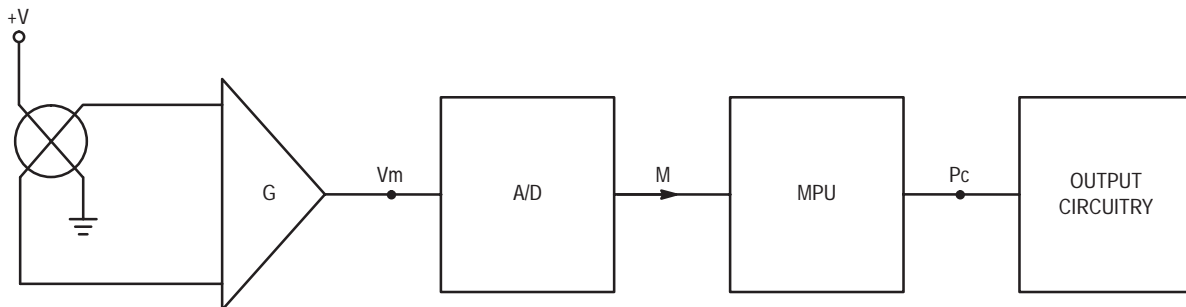 +V
G
Vm
A/D
M
MPU
Pc
OUTPUT
CIRCUITRY